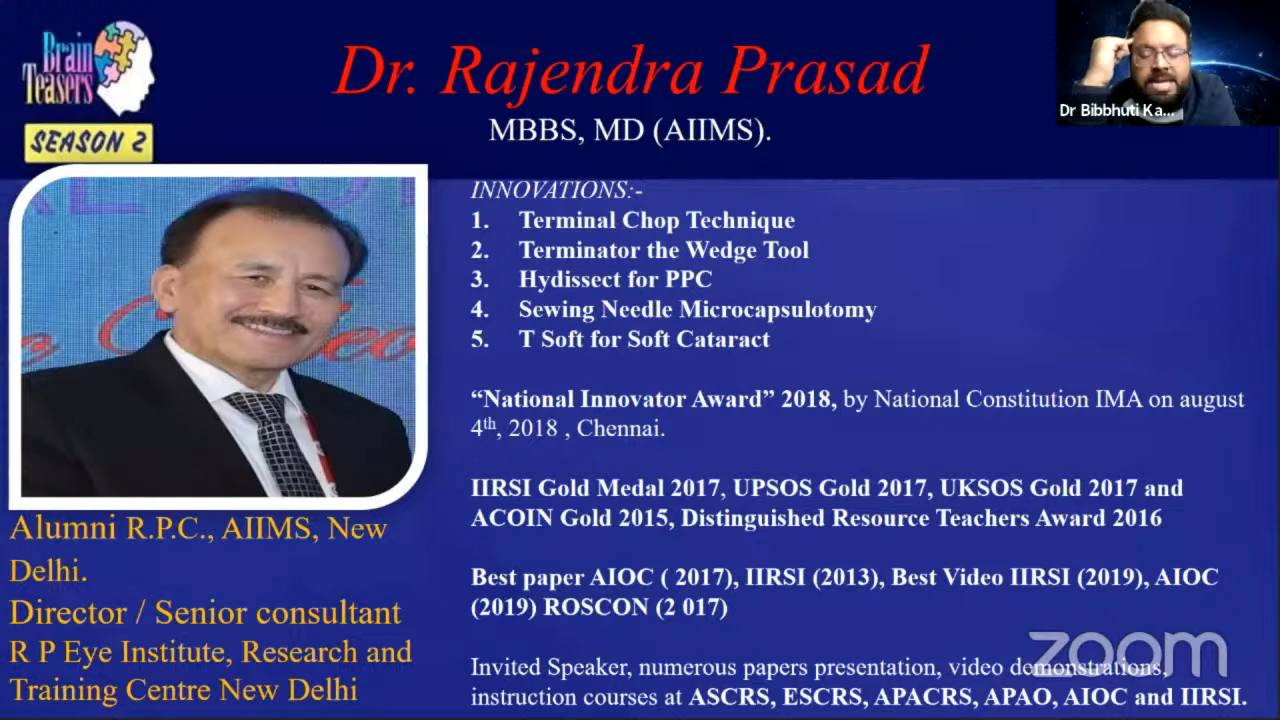 Brain
Teasers
SEASON 2
Dr. Rajendra Prasad
MBBS, MD (AIIMS).
Dr Bibbhuti Ka...
INNOVATIONS:-
1. Terminal Chop Technique
2. Terminator the Wedge Tool
3. Hydissect for PPC
4. Sewing Needle Microcapsulotomy
5. T Soft for Soft Cataract
“National Innovator Award” 2018, by National Constitution IMA on august
4th, 2018 , Chennai.
IIRSI Gold Medal 2017, UPSOS Gold 2017, UKSOS Gold 2017 and
ACOIN Gold 2015, Distinguished Resource Teachers Award 2016
Best paper AIOC ( 2017), IIRSI (2013), Best Video IIRSI (2019), AIOC
(2019) ROSCON (2 017)
Invited Speaker, numerous papers presentation, video demonstrations,
instruction courses at ASCRS, ESCRS, APACRS, APAO, AIOC and IIRSI.
Alumni R.P.C., AIIMS, New
Delhi.
Director / Senior consultant
R P Eye Institute, Research and
Training Centre New Delhi
zoom